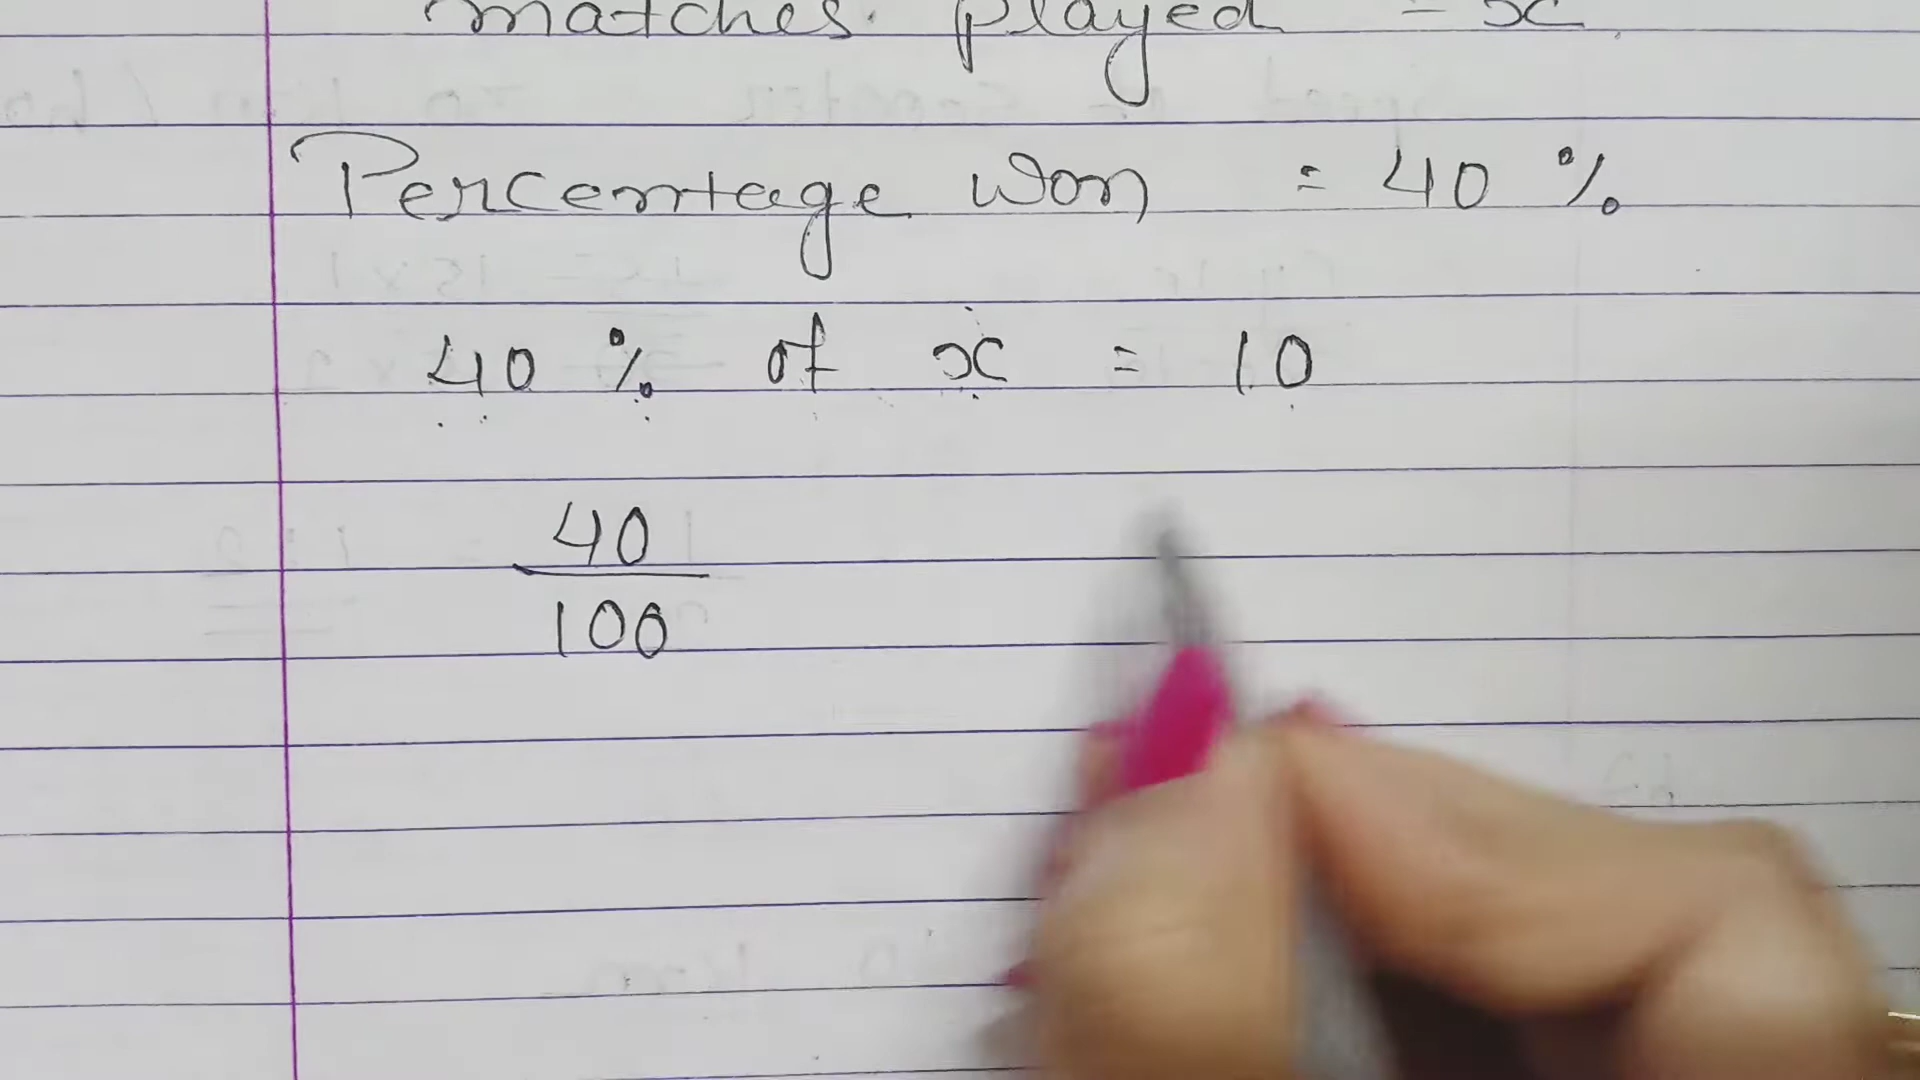 matches played = x
Percentage won = 40 %
40 % of x = 10
40
100